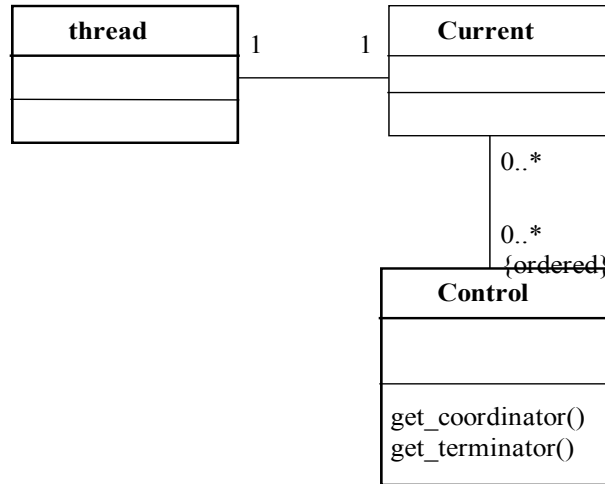 thread
1
1
Current
0..*
0..*
{ordered}
Control
get_coordinator()
get_terminator()